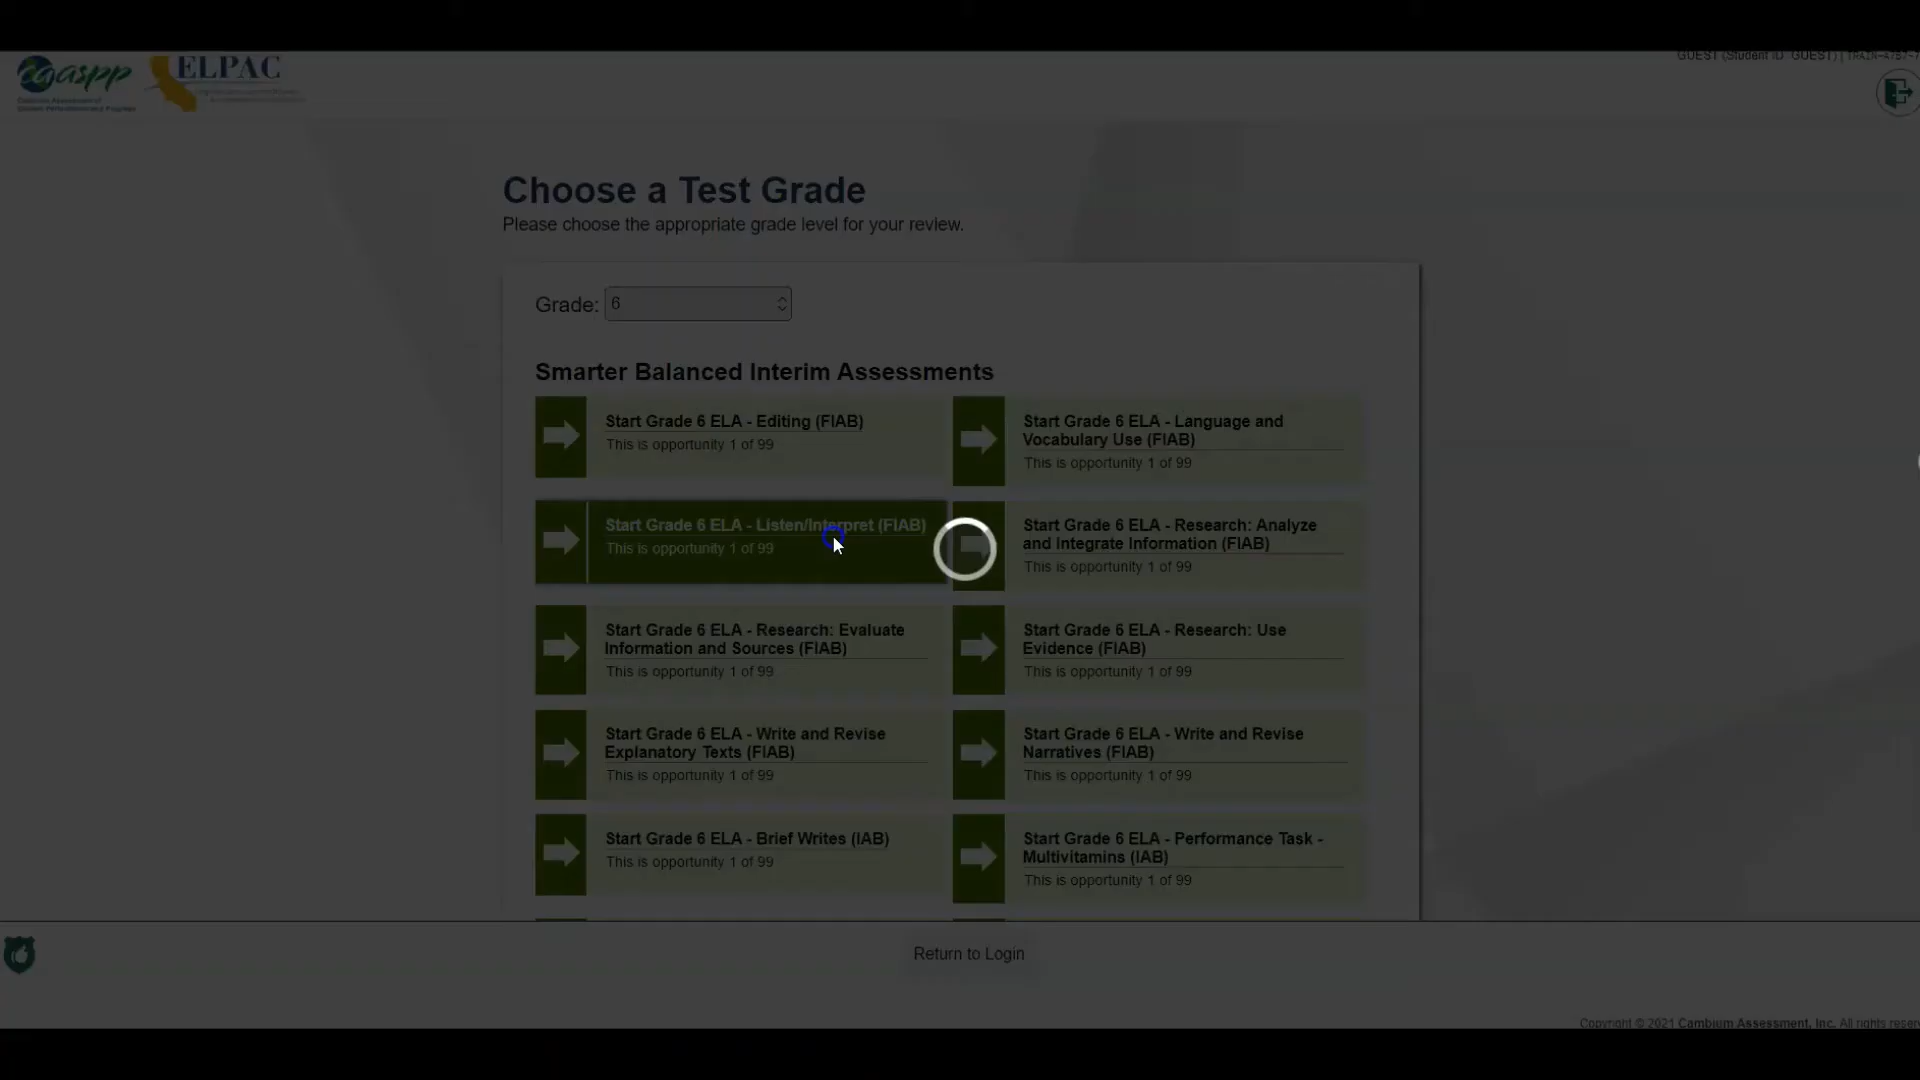 GUEST (Student ID: GUEST) |
caaspp
ELPAC
California Assessment of
Student Performance and Progress
Choose a Test Grade
Please choose the appropriate grade level for your review.
Grade: 6
Smarter Balanced Interim Assessments
Start Grade 6 ELA - Editing (FIAB)
This is opportunity 1 of 99
Start Grade 6 ELA - Language and
Vocabulary Use (FIAB)
This is opportunity 1 of 99
Start Grade 6 ELA - Listen/Interpret (FIAB)
This is opportunity 1 of 99
Start Grade 6 ELA - Research: Analyze
and Integrate Information (FIAB)
This is opportunity 1 of 99
Start Grade 6 ELA - Research: Evaluate
Information and Sources (FIAB)
This is opportunity 1 of 99
Start Grade 6 ELA - Research: Use
Evidence (FIAB)
This is opportunity 1 of 99
Start Grade 6 ELA - Write and Revise
Explanatory Texts (FIAB)
This is opportunity 1 of 99
Start Grade 6 ELA - Write and Revise
Narratives (FIAB)
This is opportunity 1 of 99
Start Grade 6 ELA - Brief Writes (IAB)
This is opportunity 1 of 99
Start Grade 6 ELA - Performance Task -
Multivitamins (IAB)
This is opportunity 1 of 99
Return to Login
Copyright © 2021 Cambium Assessment, Inc. All rights